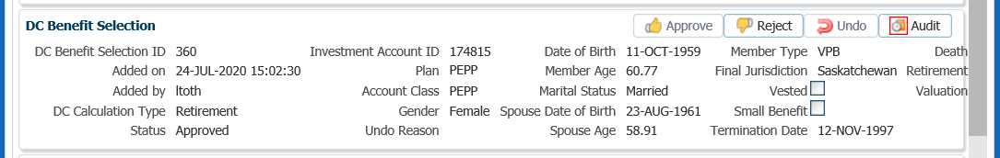 DC Benefit Selection Approve Reject Undo Audit
DC Benefit Selection ID 360 Investment Account ID 174815 Date of Birth 11-OCT-1959 Member Type VPB Death
Added on 24-JUL-2020 15:02:30 Plan PEPP Member Age 60.77 Final Jurisdiction Saskatchewan Retirement
Added by ltoth Account Class PEPP Marital Status Married Vested Valuation
DC Calculation Type Retirement Gender Female Spouse Date of Birth 23-AUG-1961 Small Benefit
Status Approved Undo Reason Spouse Age 58.91 Termination Date 12-NOV-1997